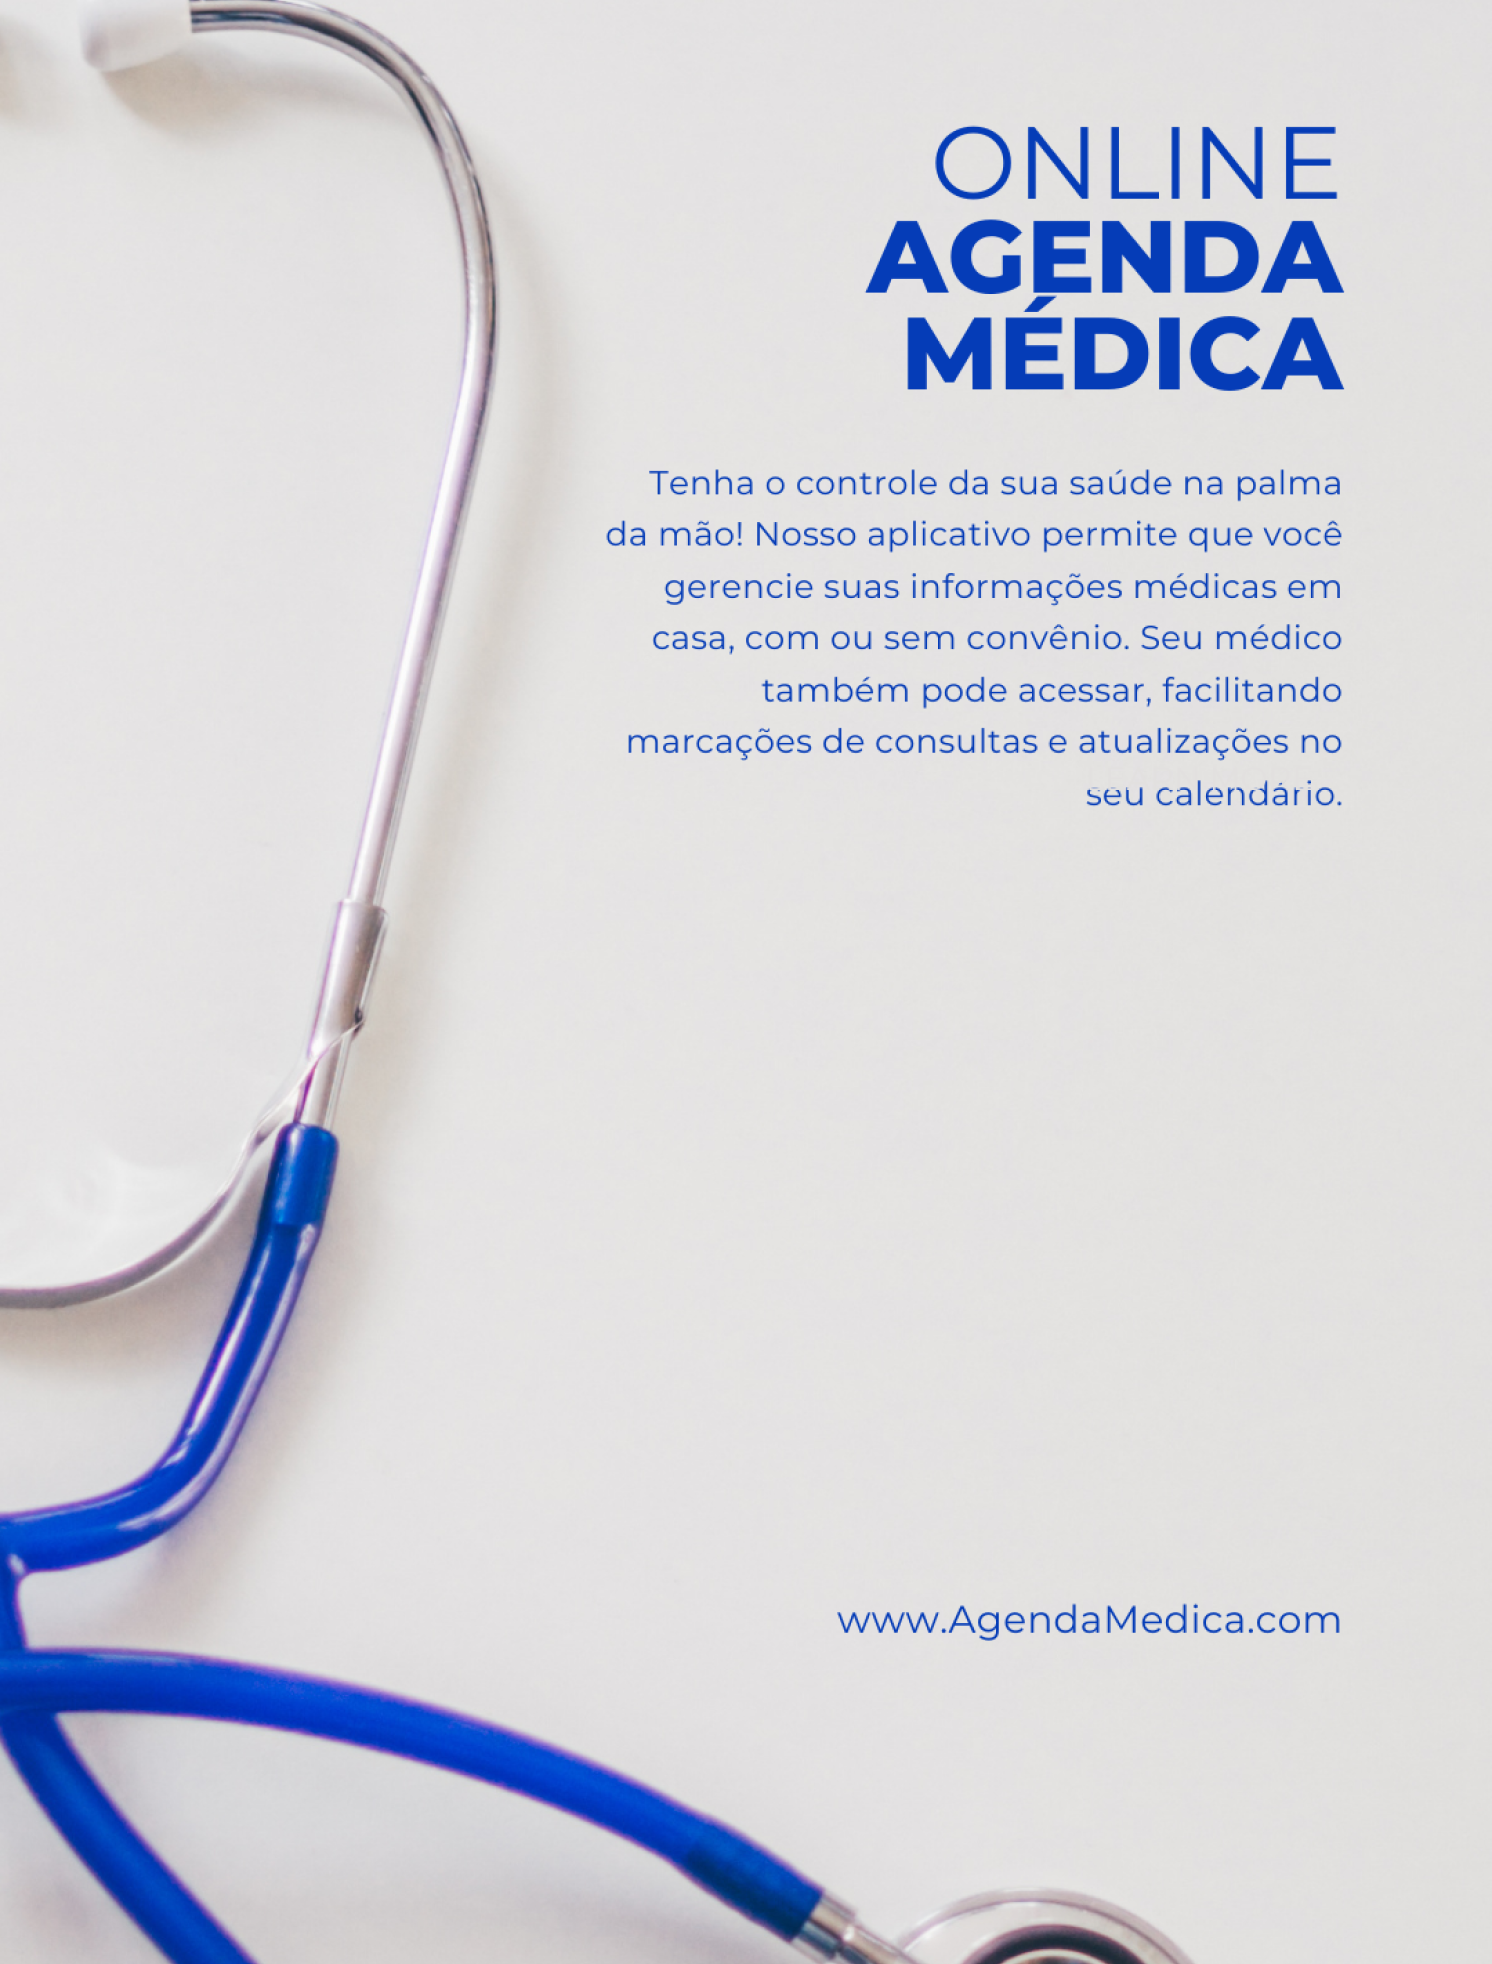 ONLINE
AGENDA
MÉDICA
Tenha o controle da sua saúde na palma
da mão! Nosso aplicativo permite que você
gerencie suas informações médicas em
casa, com ou sem convênio. Seu médico
também pode acessar, facilitando
marcações de consultas e atualizações no
seu calendário.
www.AgendaMedica.com